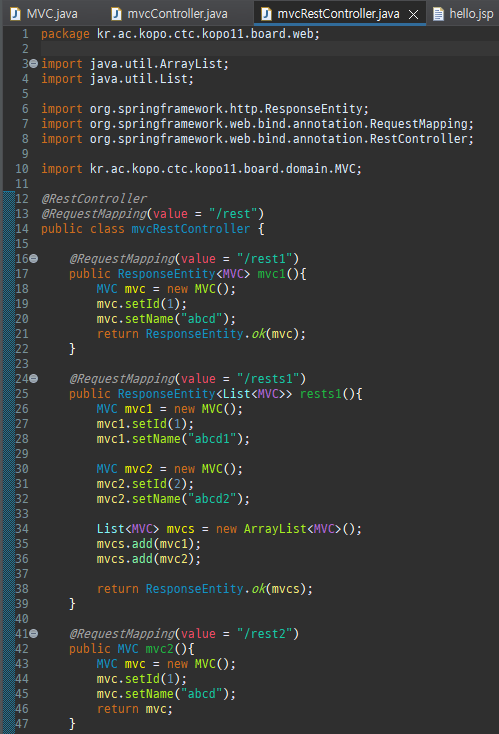 MVC.java mvcController.java mvcRestController.java hello.jsp
1 package kr.ac.kopo.ctc.kopo11.board.web;
2
3 import java.util.ArrayList;
4 import java.util.List;
5
6 import org.springframework.http.ResponseEntity;
7 import org.springframework.web.bind.annotation.RequestMapping;
8 import org.springframework.web.bind.annotation.RestController;
9
10 import kr.ac.kopo.ctc.kopo11.board.domain.MVC;
11
12 @RestController
13 @RequestMapping(value = "/rest")
14 public class mvcRestController {
15
16 @RequestMapping(value = "/rest1")
17 public ResponseEntity<MVC> mvc1(){
18 MVC mvc = new MVC();
19 mvc.setId(1);
20 mvc.setName("abcd");
21 return ResponseEntity.ok(mvc);
22 }
23
24 @RequestMapping(value = "/rests1")
25 public ResponseEntity<List<MVC>> rests1(){
26 MVC mvc1 = new MVC();
27 mvc1.setId(1);
28 mvc1.setName("abcd1");
29
30 MVC mvc2 = new MVC();
31 mvc2.setId(2);
32 mvc2.setName("abcd2");
33
34 List<MVC> mvcs = new ArrayList<MVC>();
35 mvcs.add(mvc1);
36 mvcs.add(mvc2);
37
38 return ResponseEntity.ok(mvcs);
39 }
40
41 @RequestMapping(value = "/rest2")
42 public MVC mvc2(){
43 MVC mvc = new MVC();
44 mvc.setId(1);
45 mvc.setName("abcd");
46 return mvc;
47 }